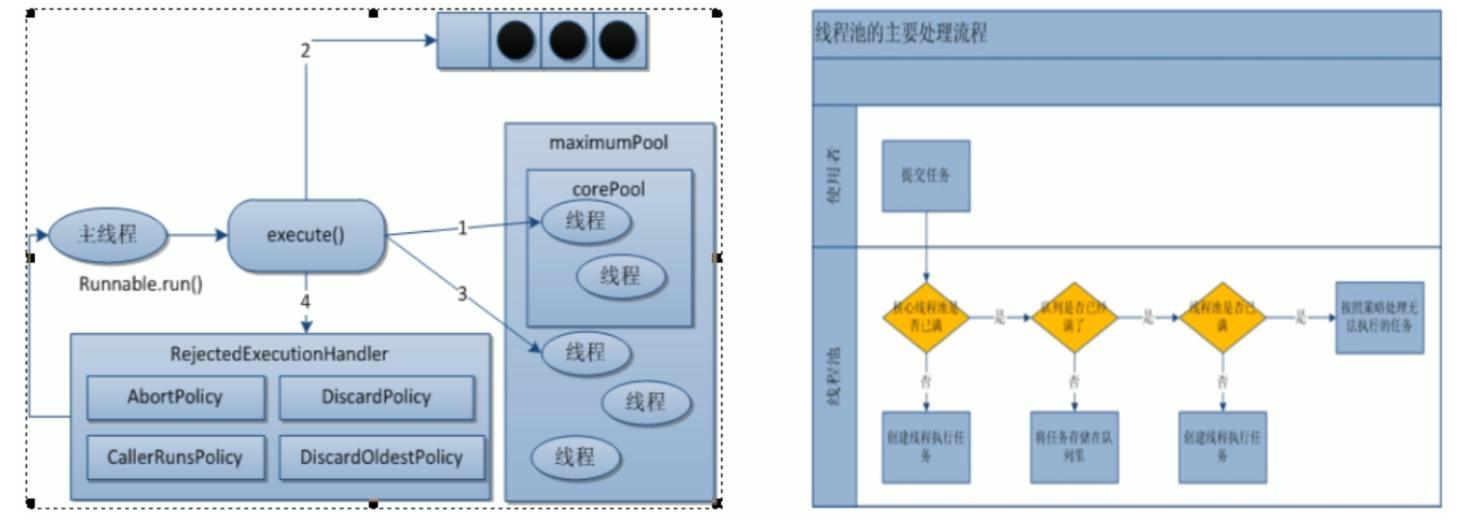 2
maximumPool
corePool
线程
线程
主线程
execute()
1
Runnable.run()
3
4
线程
线程
线程
RejectedExecutionHandler
AbortPolicy
DiscardPolicy
CallerRunsPolicy
DiscardOldestPolicy
线程池的主要处理流程
使用者
提交任务
线程池
核心线程池是
否已满
是
队列是否已经
满了
是
线程池是否已
满
是
按照策略处理无
法执行的任务
否
否
否
创建线程执行任
务
将任务存储在队
列里
创建线程执行任
务